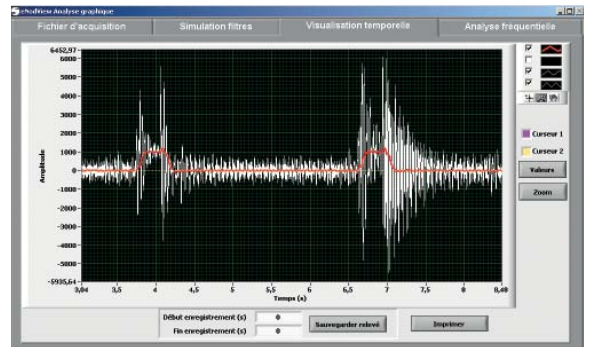 eNodView Analyse graphique
Fichier d'acquisition Simulation filtres Visualisation temporelle Analyse fréquentielle
6452,97
6000
5000
4000
3000
2000
1000
0
-1000
-2000
-3000
-4000
-5000
-5935,64
Amplitude
3,04 3,5 4 4,5 5 5,5 6 6,5 7 7,5 8 8,48
Temps (s)
Curseur 1
Curseur 2
Valeurs
Zoom
Début enregistrement (s) 0
Fin enregistrement (s) 0
Sauvegarder relevé
Imprimer